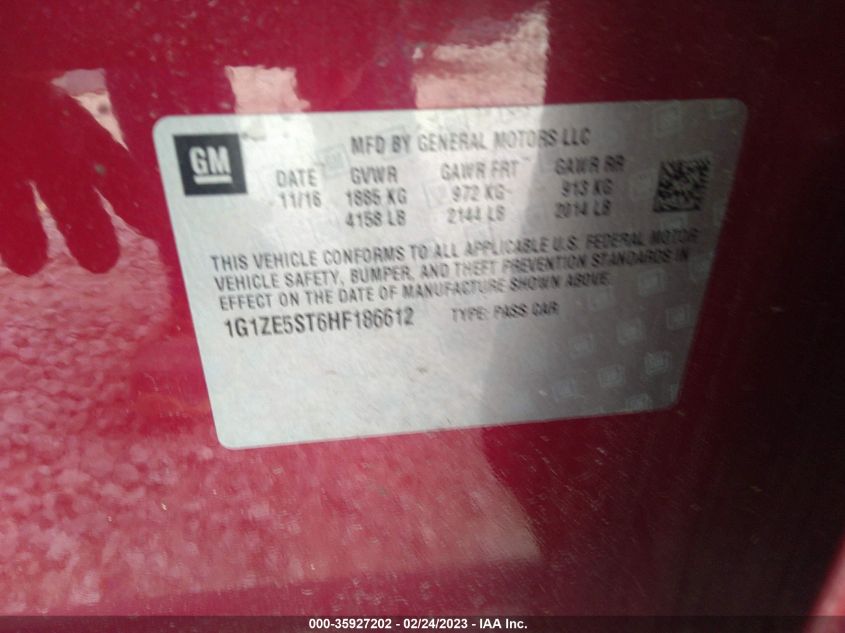 GM
MFD BY GENERAL MOTORS LLC
DATE GVWR GAWR FRT GAWR RR
11/16 1885 KG 972 KG 913 KG
4158 LB 2144 LB 2014 LB
THIS VEHICLE CONFORMS TO ALL APPLICABLE U.S. FEDERAL MOTOR
VEHICLE SAFETY, BUMPER, AND THEFT PREVENTION STANDARDS IN
EFFECT ON THE DATE OF MANUFACTURE SHOWN ABOVE.
1G1ZE5ST6HF186612 TYPE: PASS CAR
000-35927202 - 02/24/2023 - IAA Inc.